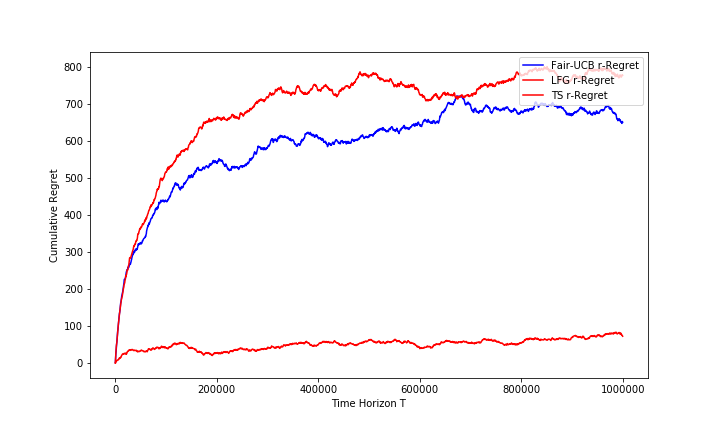 Fair-UCB r-Regret
LFG r-Regret
TS r-Regret
Cumulative Regret
800
700
600
500
400
300
200
100
0
0 200000 400000 600000 800000 1000000
Time Horizon T